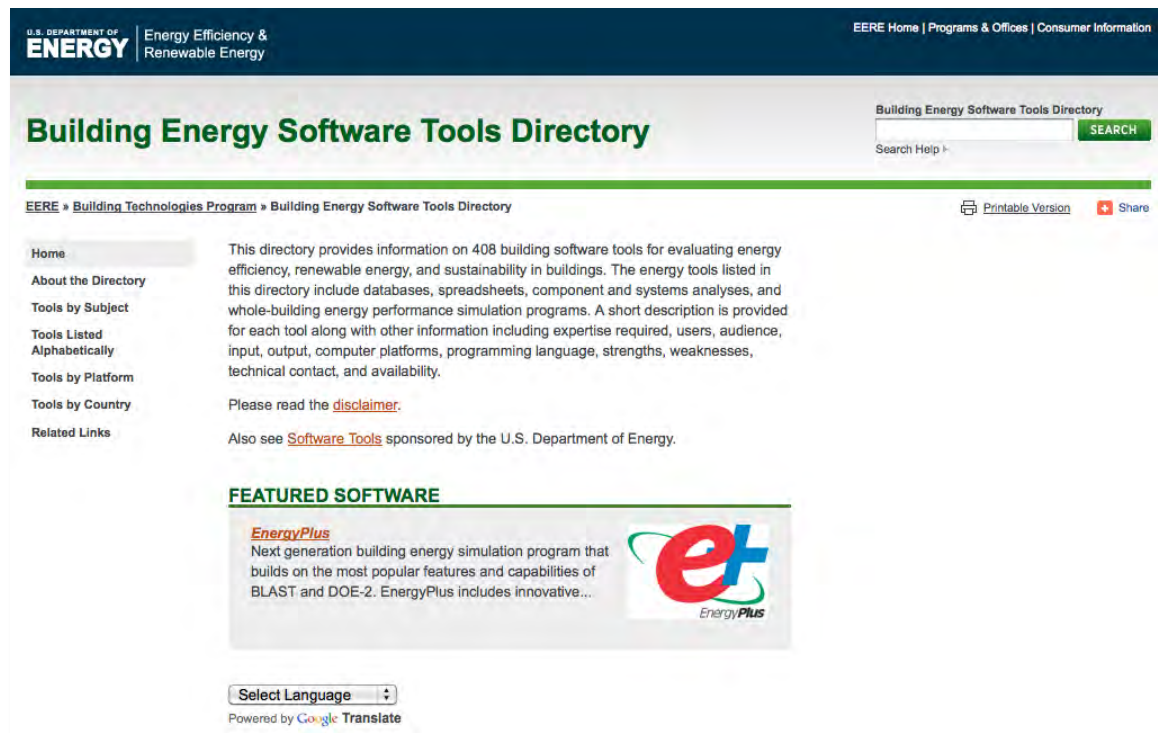 U.S. DEPARTMENT OF
ENERGY
Energy Efficiency &
Renewable Energy
EERE Home | Programs & Offices | Consumer Information
Building Energy Software Tools Directory
Building Energy Software Tools Directory
SEARCH
Search Help
EERE » Building Technologies Program » Building Energy Software Tools Directory
Printable Version
Share
Home
About the Directory
Tools by Subject
Tools Listed
Alphabetically
Tools by Platform
Tools by Country
Related Links
This directory provides information on 408 building software tools for evaluating energy
efficiency, renewable energy, and sustainability in buildings. The energy tools listed in
this directory include databases, spreadsheets, component and systems analyses, and
whole-building energy performance simulation programs. A short description is provided
for each tool along with other information including expertise required, users, audience,
input, output, computer platforms, programming language, strengths, weaknesses,
technical contact, and availability.
Please read the disclaimer.
Also see Software Tools sponsored by the U.S. Department of Energy.
FEATURED SOFTWARE
EnergyPlus
Next generation building energy simulation program that
builds on the most popular features and capabilities of
BLAST and DOE-2. EnergyPlus includes innovative...
e+
EnergyPlus
Select Language
Powered by Google Translate